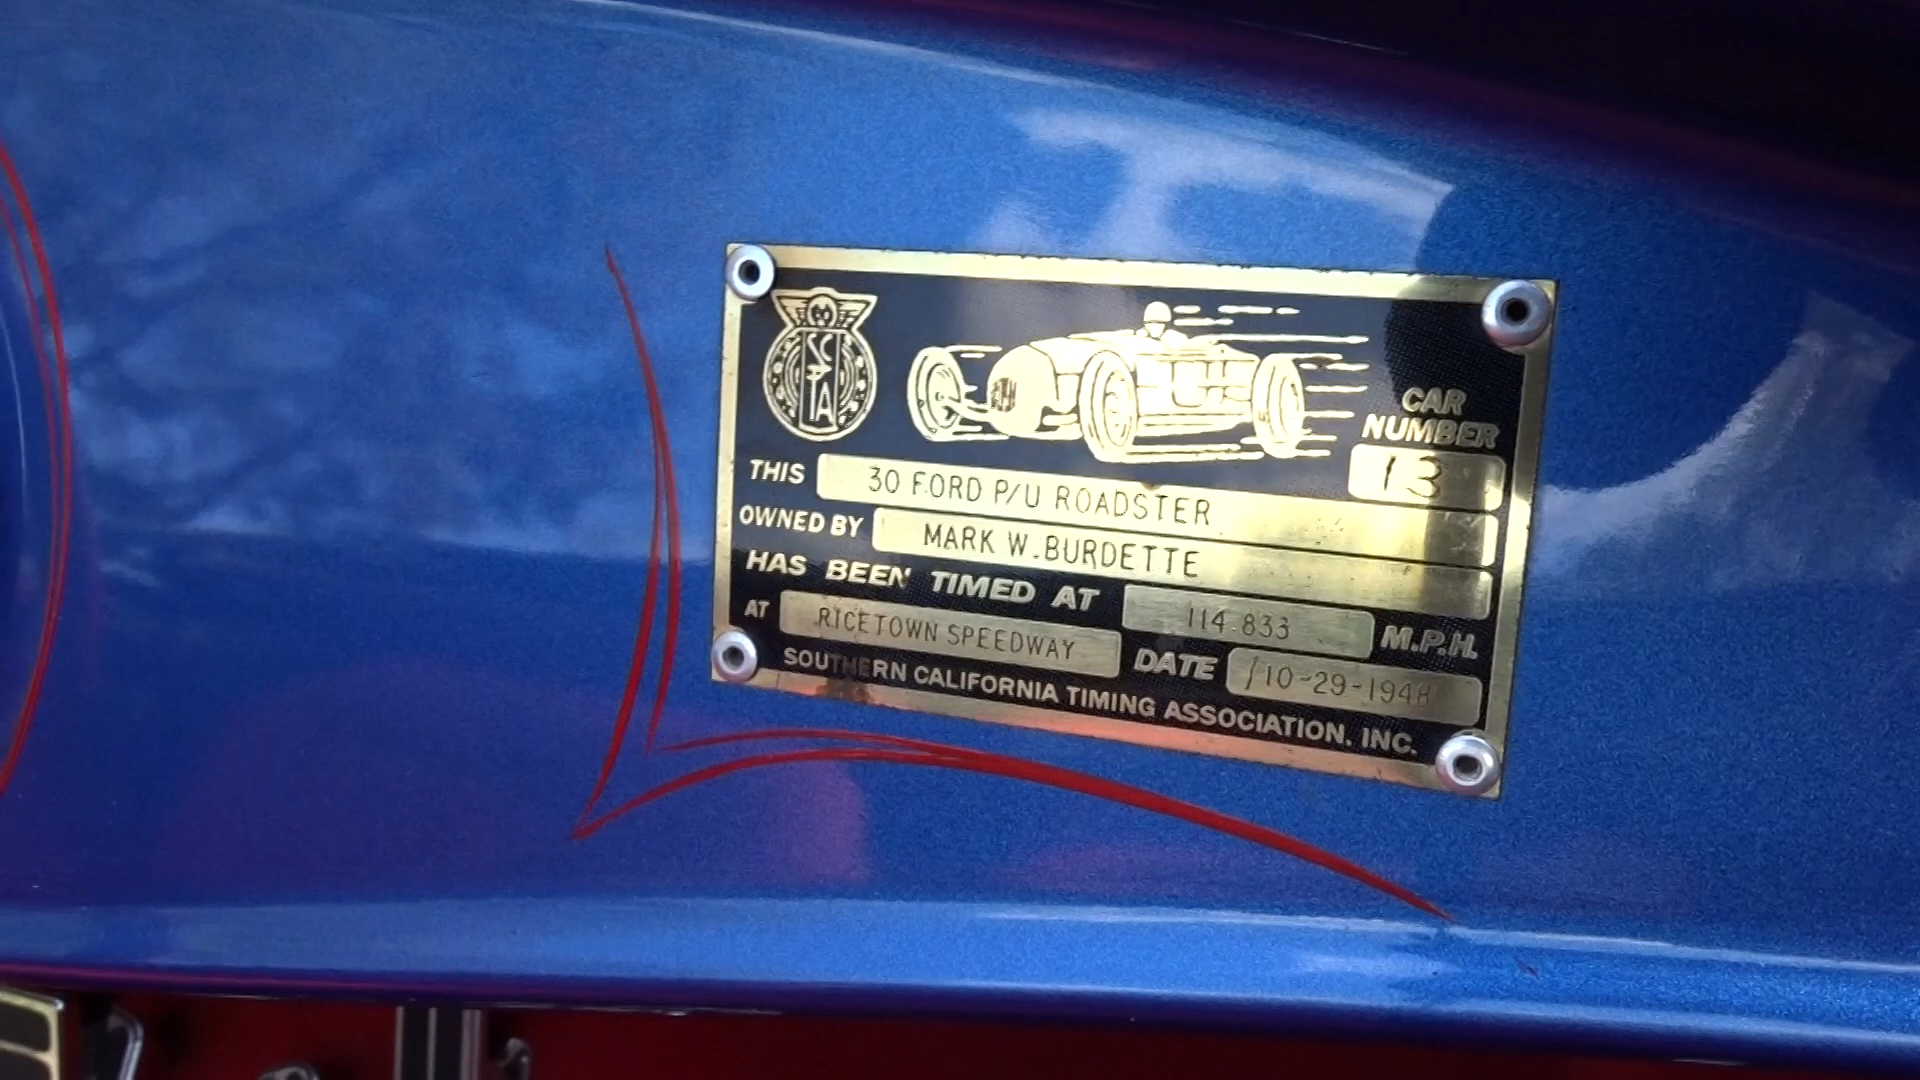 SCTA
CAR
NUMBER
13
THIS 30 FORD P/U ROADSTER
OWNED BY MARK W. BURDETTE
HAS BEEN TIMED AT 114.833 M.P.H.
AT RICETOWN SPEEDWAY DATE /10-29-1948
SOUTHERN CALIFORNIA TIMING ASSOCIATION, INC.